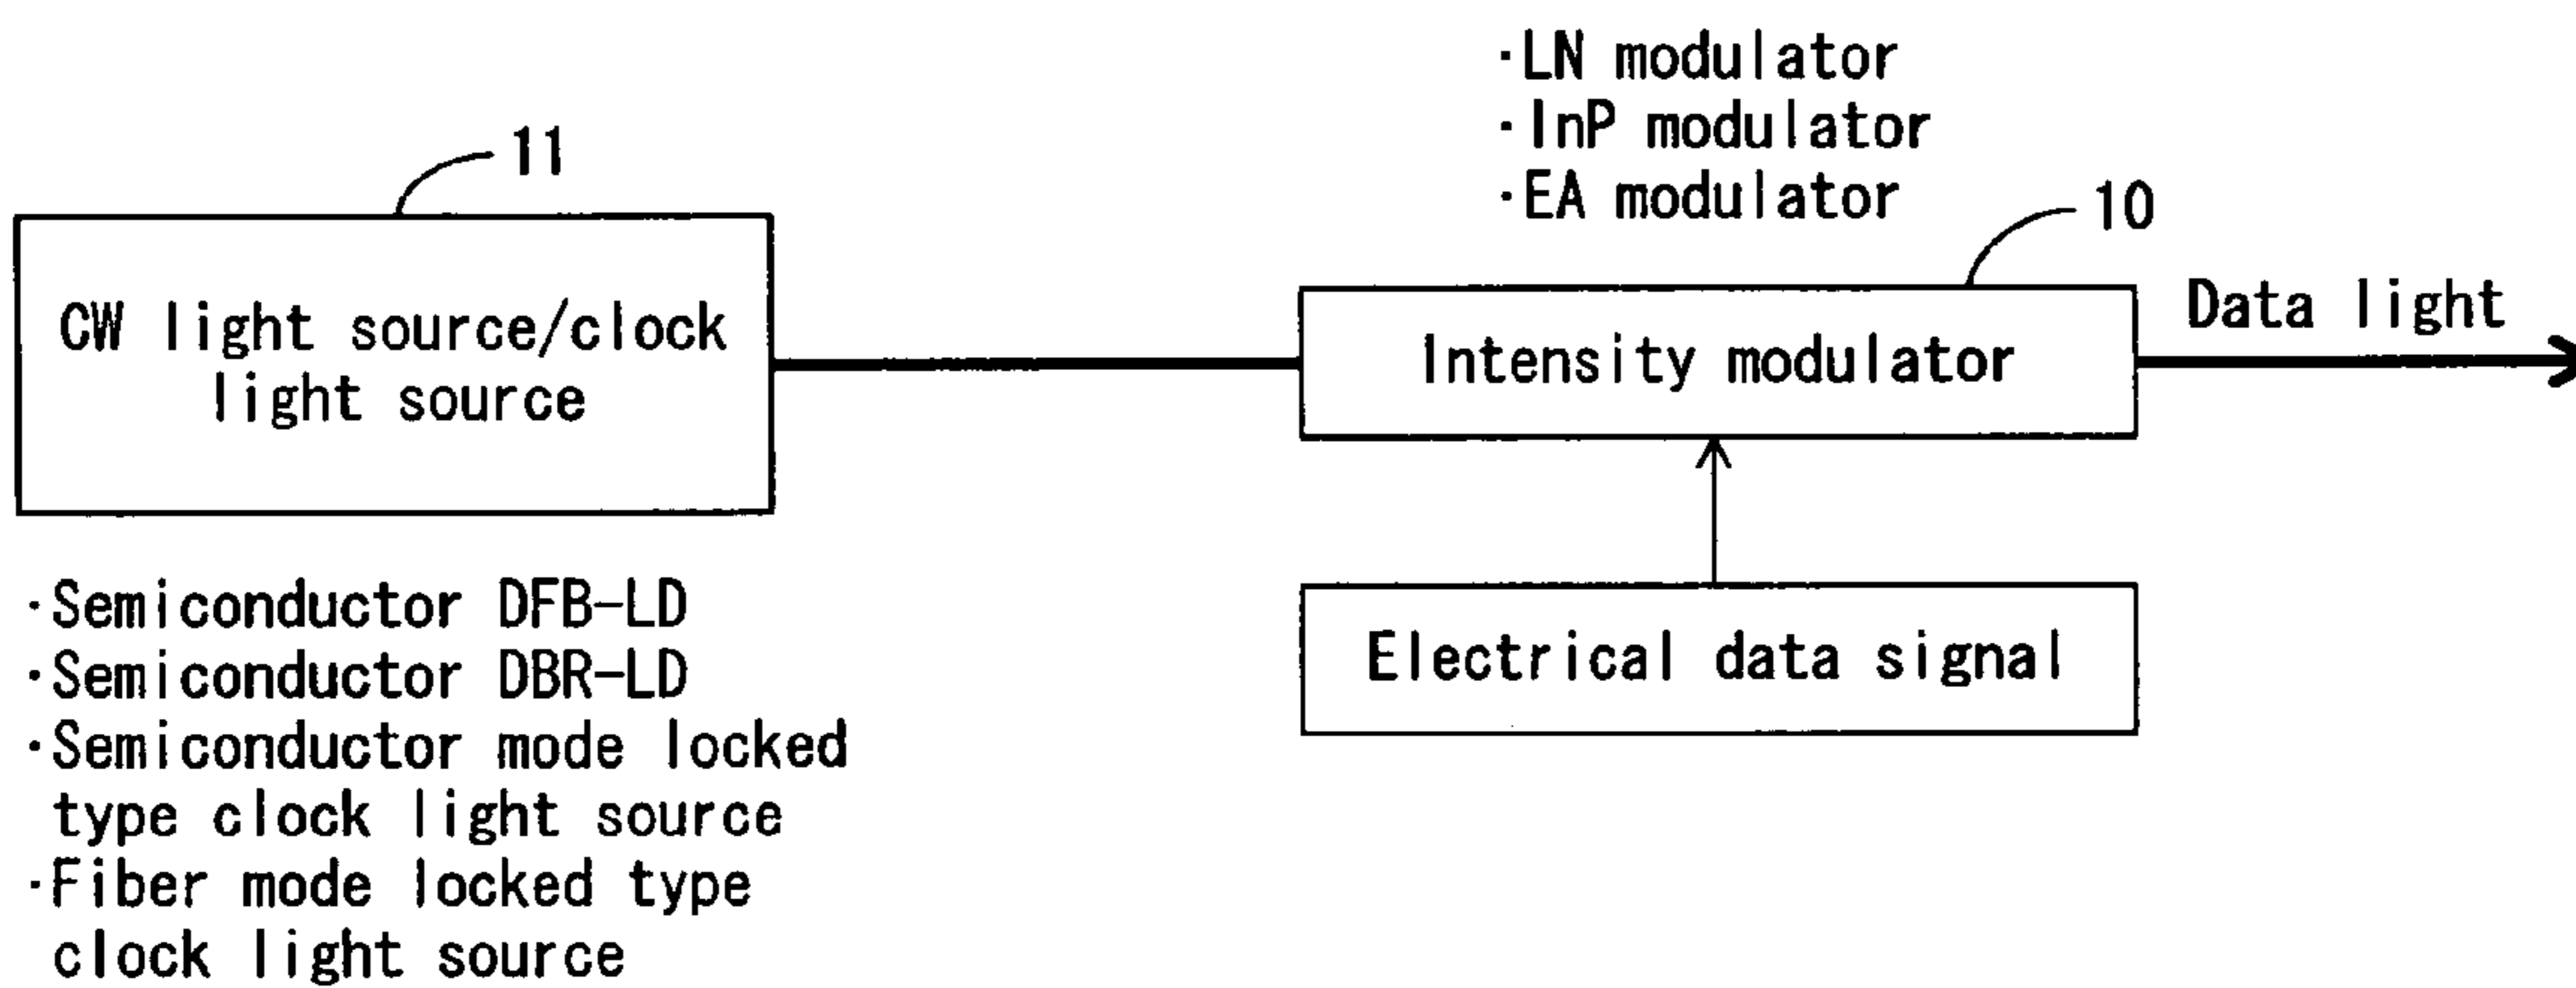 ·LN modulator
·InP modulator
·EA modulator
11
10
CW light source/clock
light source
Intensity modulator
Data light
Electrical data signal
·Semiconductor DFB-LD
·Semiconductor DBR-LD
·Semiconductor mode locked
type clock light source
·Fiber mode locked type
clock light source